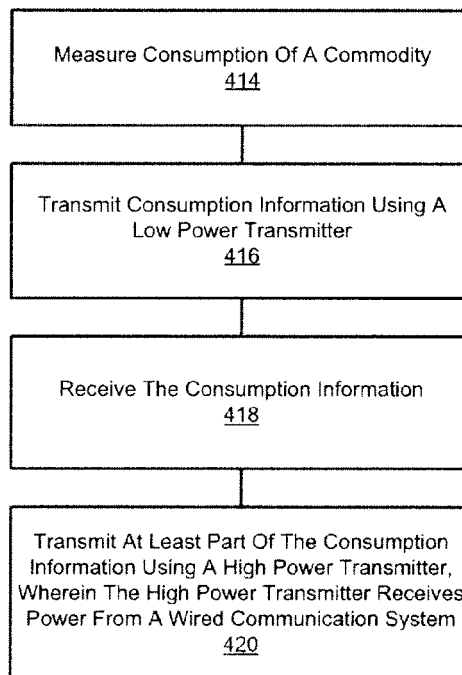 Measure Consumption Of A Commodity
414
Transmit Consumption Information Using A
Low Power Transmitter
416
Receive The Consumption Information
418
Transmit At Least Part Of The Consumption
Information Using A High Power Transmitter,
Wherein The High Power Transmitter Receives
Power From A Wired Communication System
420